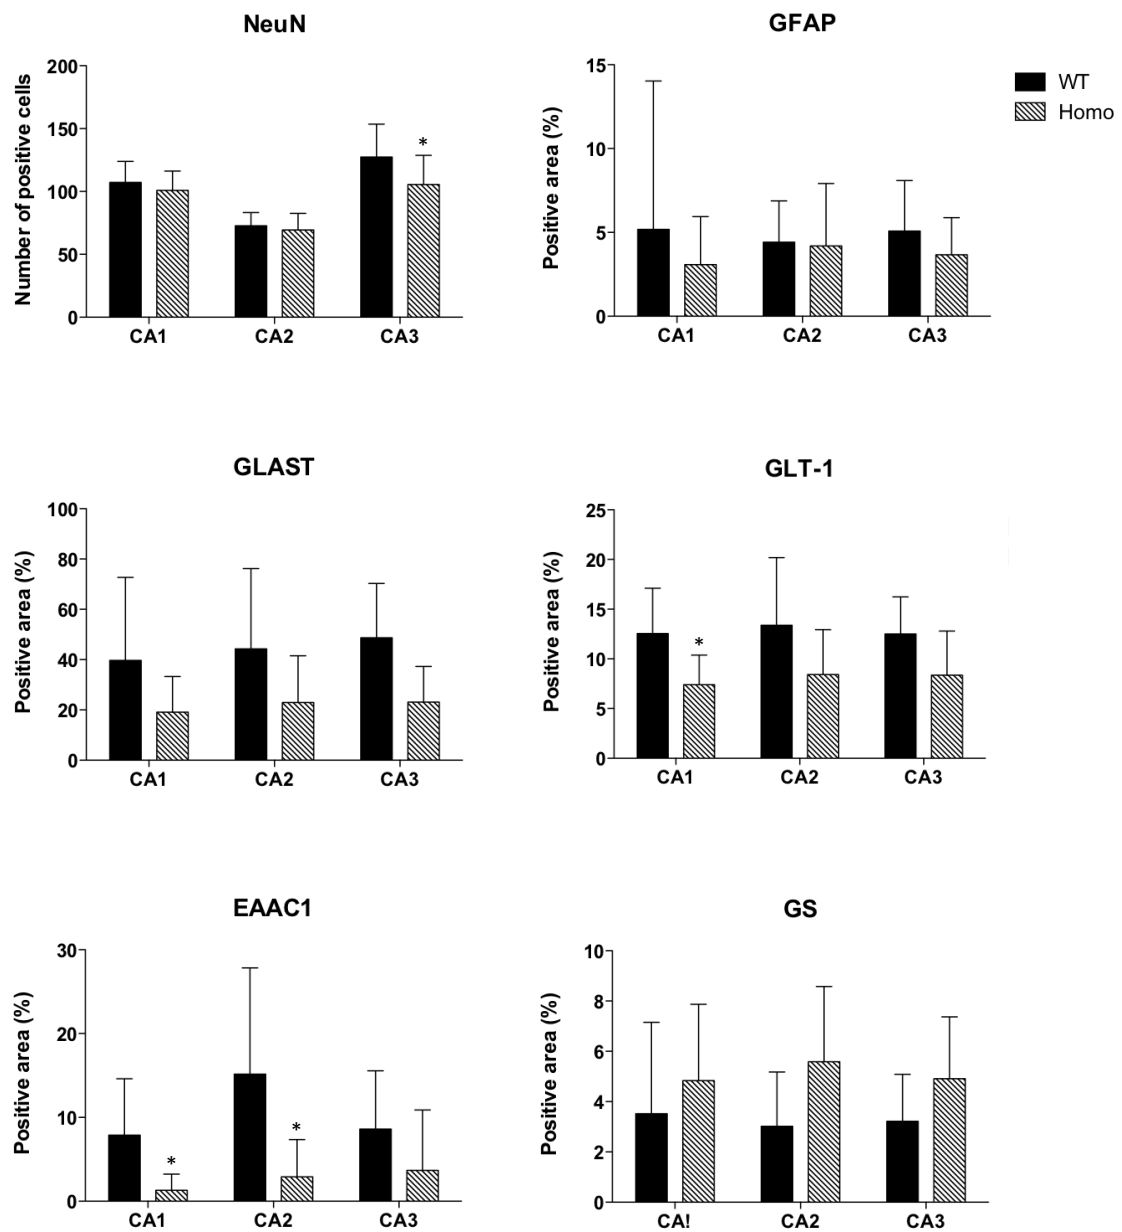 NeuN
Number of positive cells
200
150
100
50
0
*
CA1 CA2 CA3
GFAP
Positive area (%)
15
10
5
0
CA1 CA2 CA3
WT
Homo
GLAST
Positive area (%)
100
80
60
40
20
0
CA1 CA2 CA3
GLT-1
Positive area (%)
25
20
15
10
5
0
*
CA1 CA2 CA3
EAAC1
Positive area (%)
30
20
10
0
* *
CA1 CA2 CA3
GS
Positive area (%)
10
8
6
4
2
0
CA! CA2 CA3